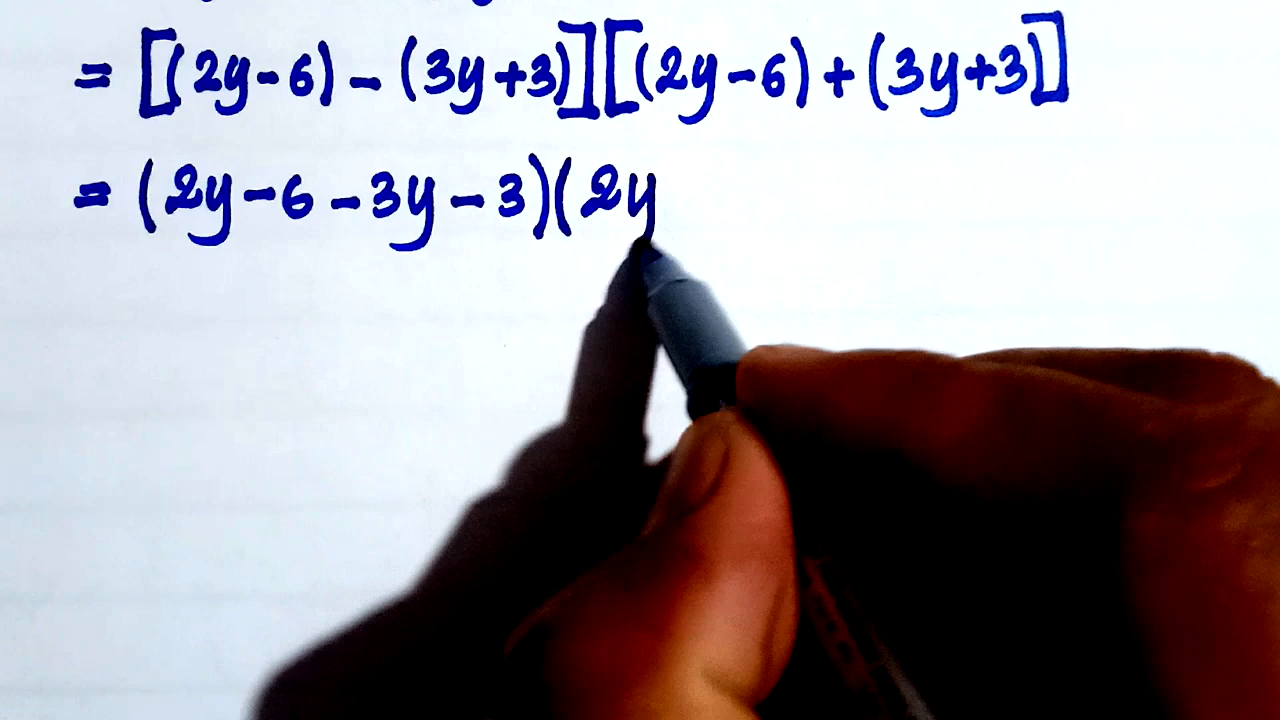 = [(2y-6) - (3y+3)][(2y-6) + (3y+3)]
= (2y-6-3y-3)(2y